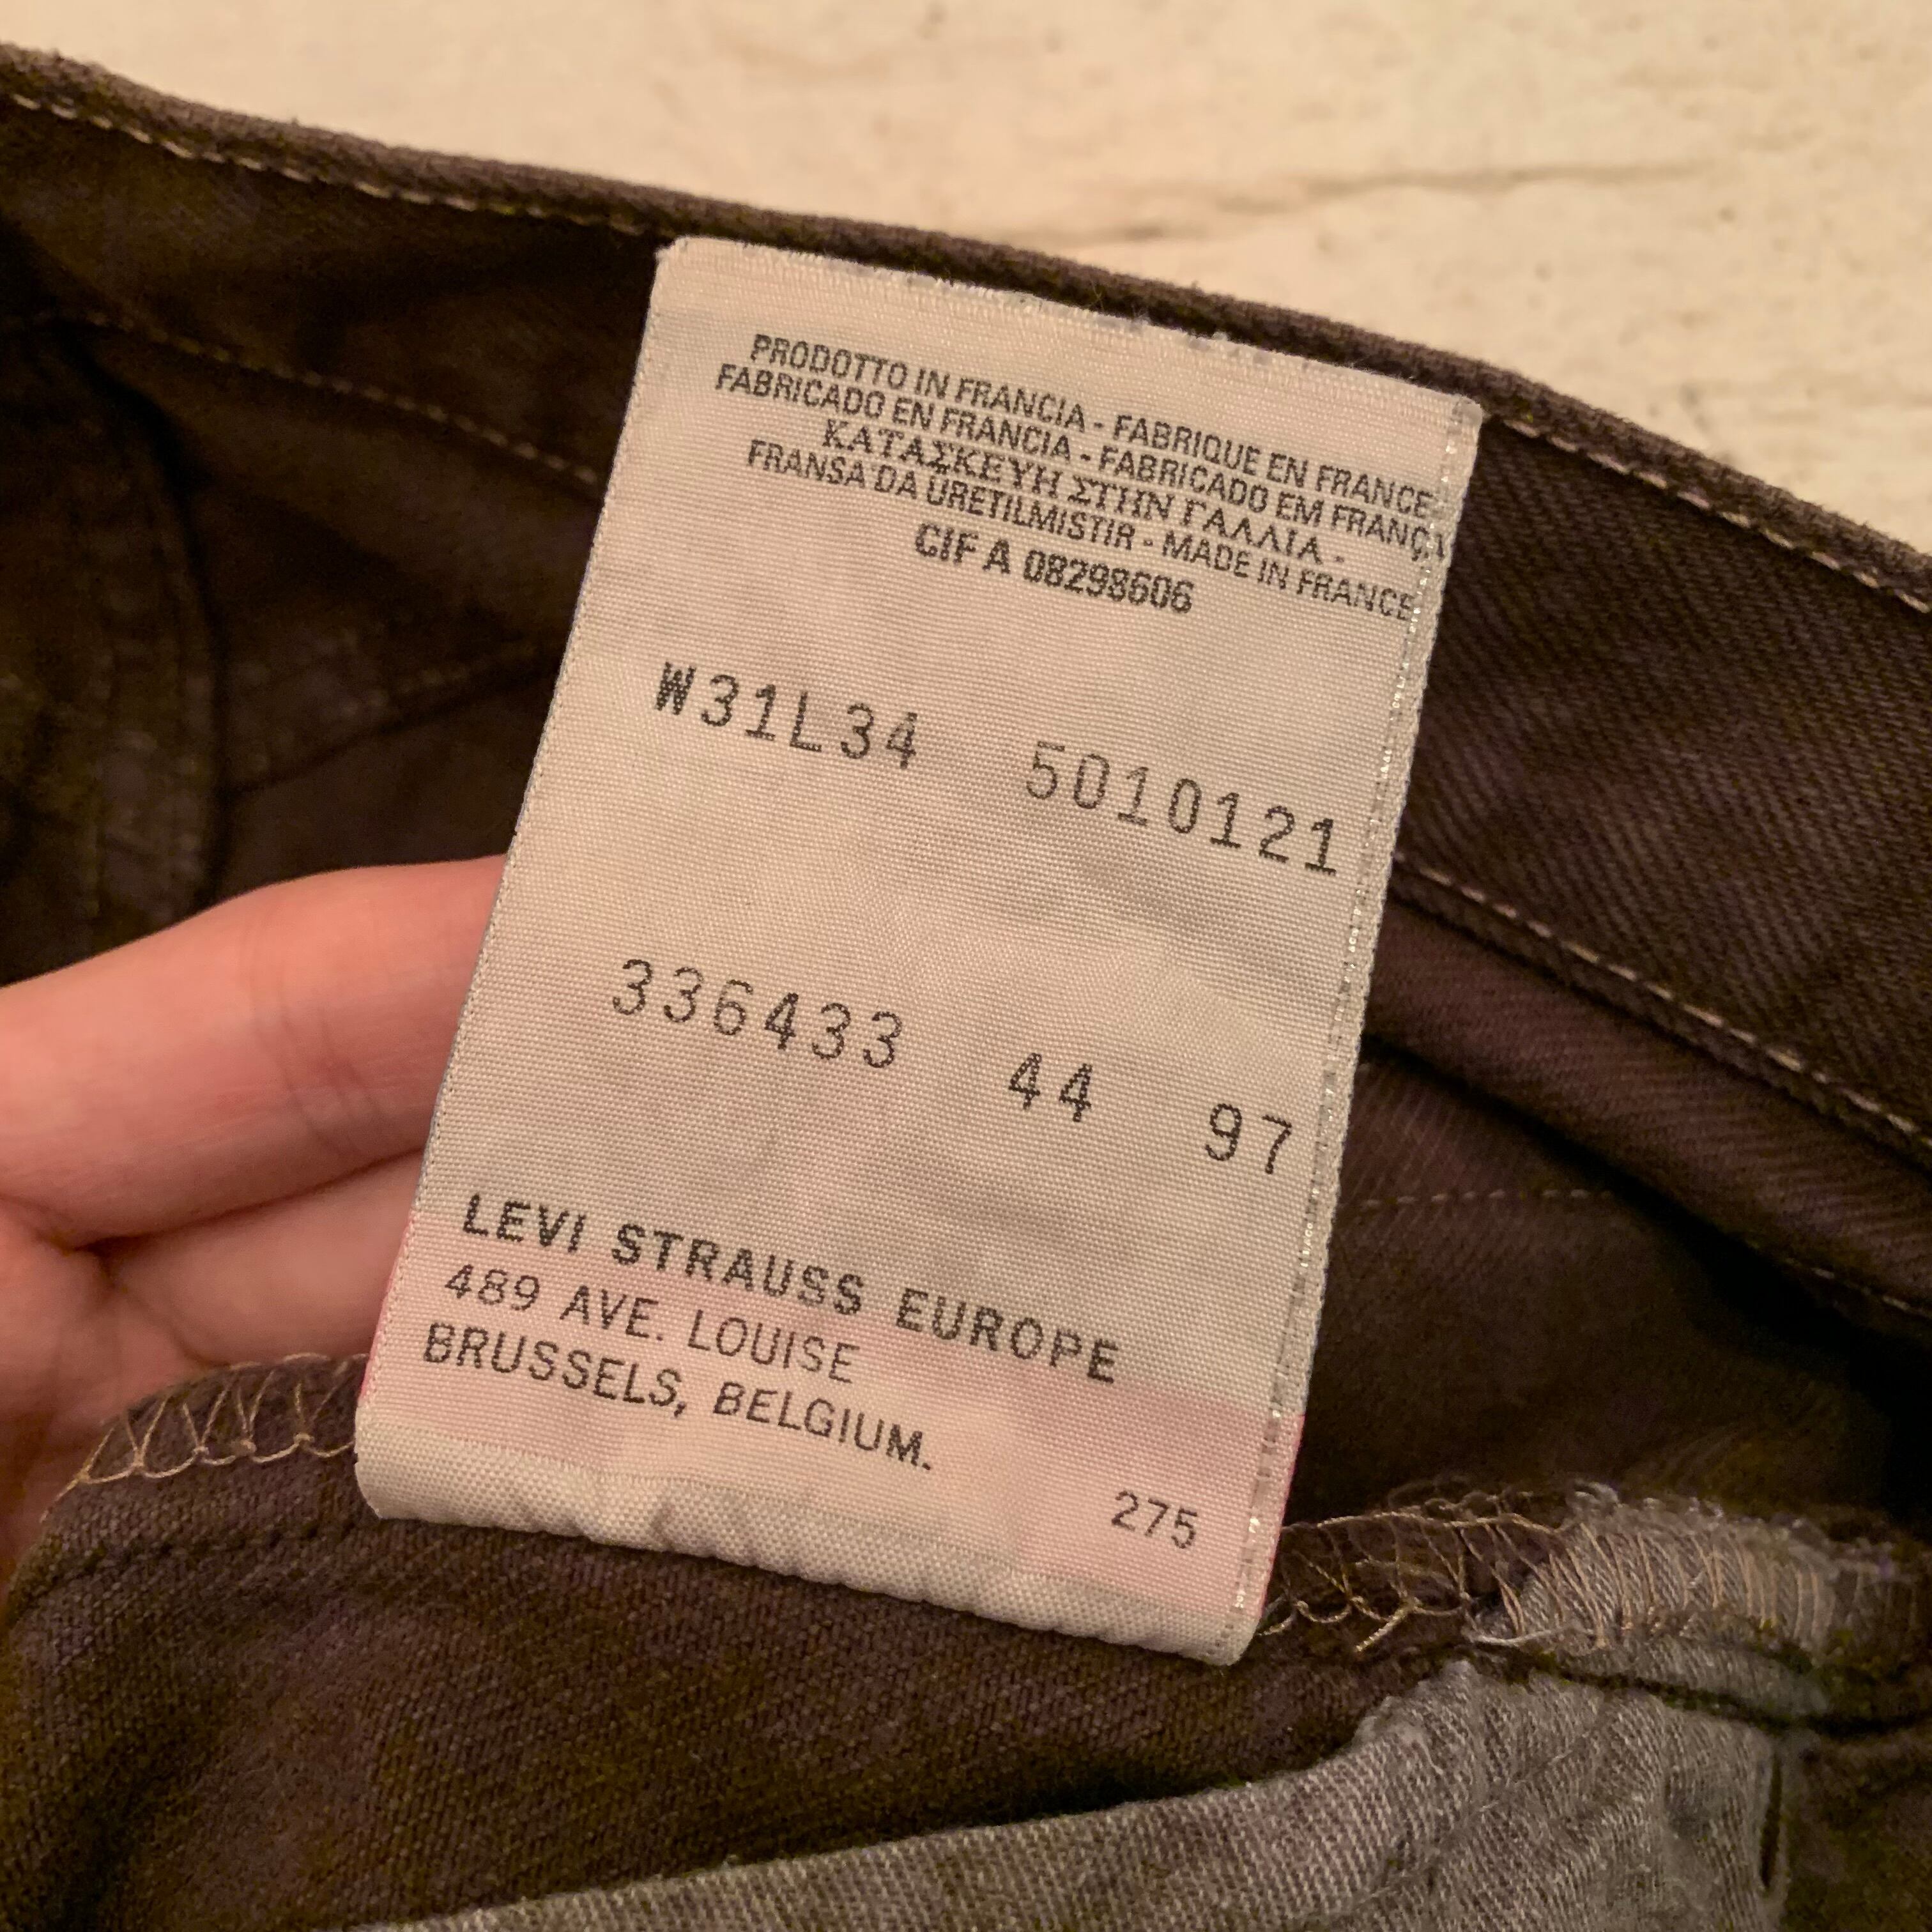 PRODOTTO IN FRANCIA - FABRIQUE EN FRANCE
FABRICADO EN FRANCIA - FABRICADO EM FRANÇA
ΚΑΤΑΣΚΕΥΗ ΣΤΗΝ ΓΑΛΛΙΑ -
FRANSA'DA URETILMISTIR - MADE IN FRANCE
CIF A 08298606
W31L34 5010121
336433 44 97
LEVI STRAUSS EUROPE
489 AVE. LOUISE
BRUSSELS, BELGIUM.
275